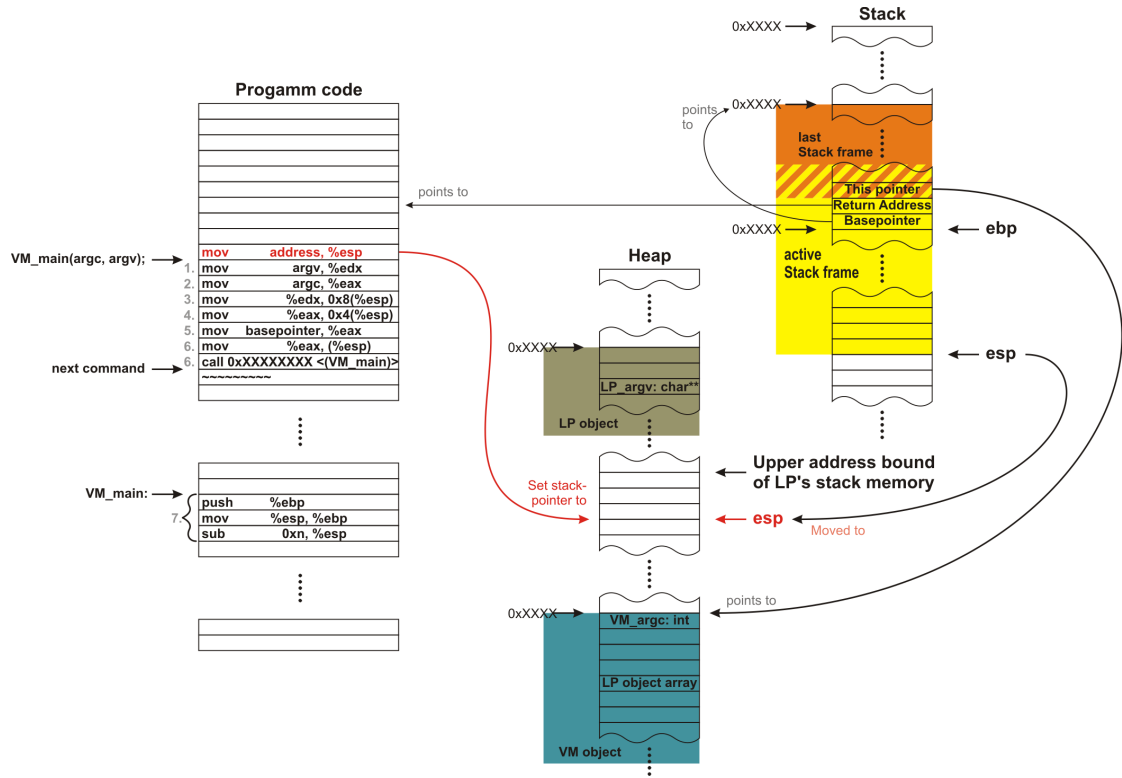 Stack
0xXXXX
Progamm code
0xXXXX
points
to
last
Stack frame
points to
This pointer
Return Address
Basepointer
0xXXXX
ebp
active
Stack frame
VM_main(argc, argv);
mov address, %esp
1. mov argv, %edx
2. mov argc, %eax
3. mov %edx, 0x8(%esp)
4. mov %eax, 0x4(%esp)
5. mov basepointer, %eax
6. mov %eax, (%esp)
6. call 0xXXXXXXXX <(VM_main)>
next command
~~~~~~~~~
Heap
0xXXXX
esp
LP_argv: char**
LP object
Upper address bound
of LP's stack memory
Set stack-
pointer to
esp
Moved to
VM_main:
7.
push %ebp
mov %esp, %ebp
sub 0xn, %esp
points to
0xXXXX
VM_argc: int
LP object array
VM object